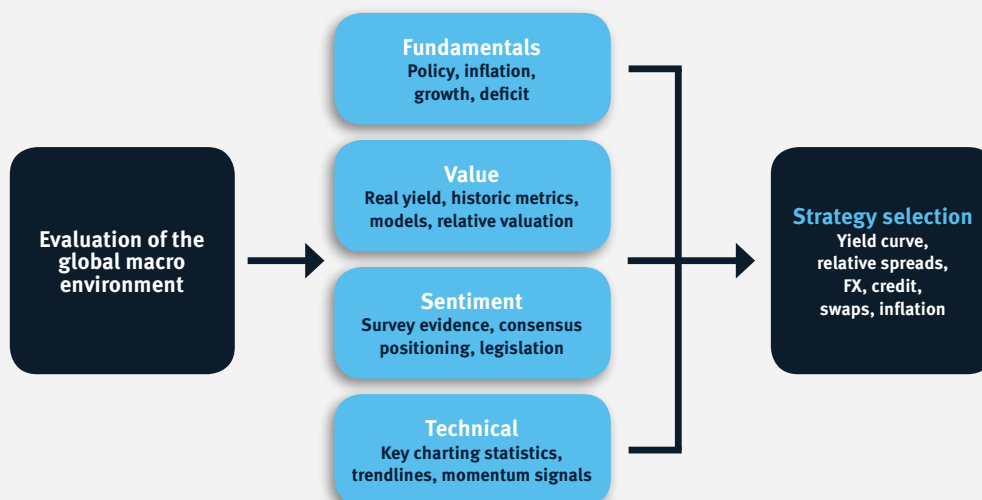 Evaluation of the
global macro
environment
Fundamentals
Policy, inflation,
growth, deficit
Value
Real yield, historic metrics,
models, relative valuation
Sentiment
Survey evidence, consensus
positioning, legislation
Technical
Key charting statistics,
trendlines, momentum signals
Strategy selection
Yield curve,
relative spreads,
FX, credit,
swaps, inflation